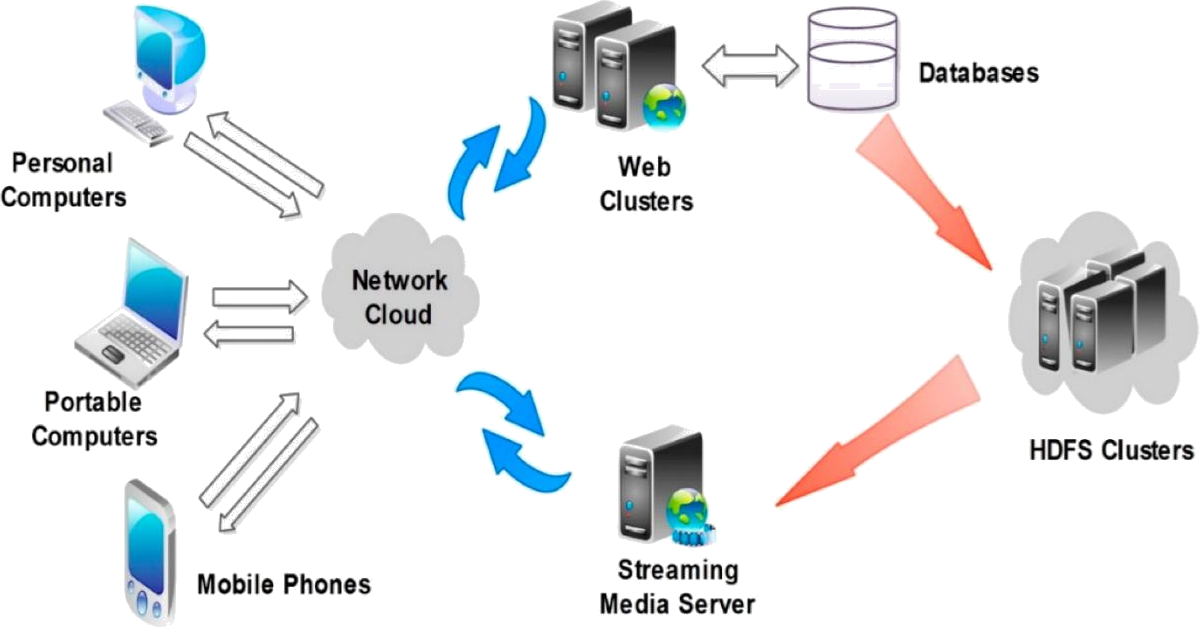 Personal
Computers
Portable
Computers
Mobile Phones
Network
Cloud
Web
Clusters
Databases
HDFS Clusters
Streaming
Media Server